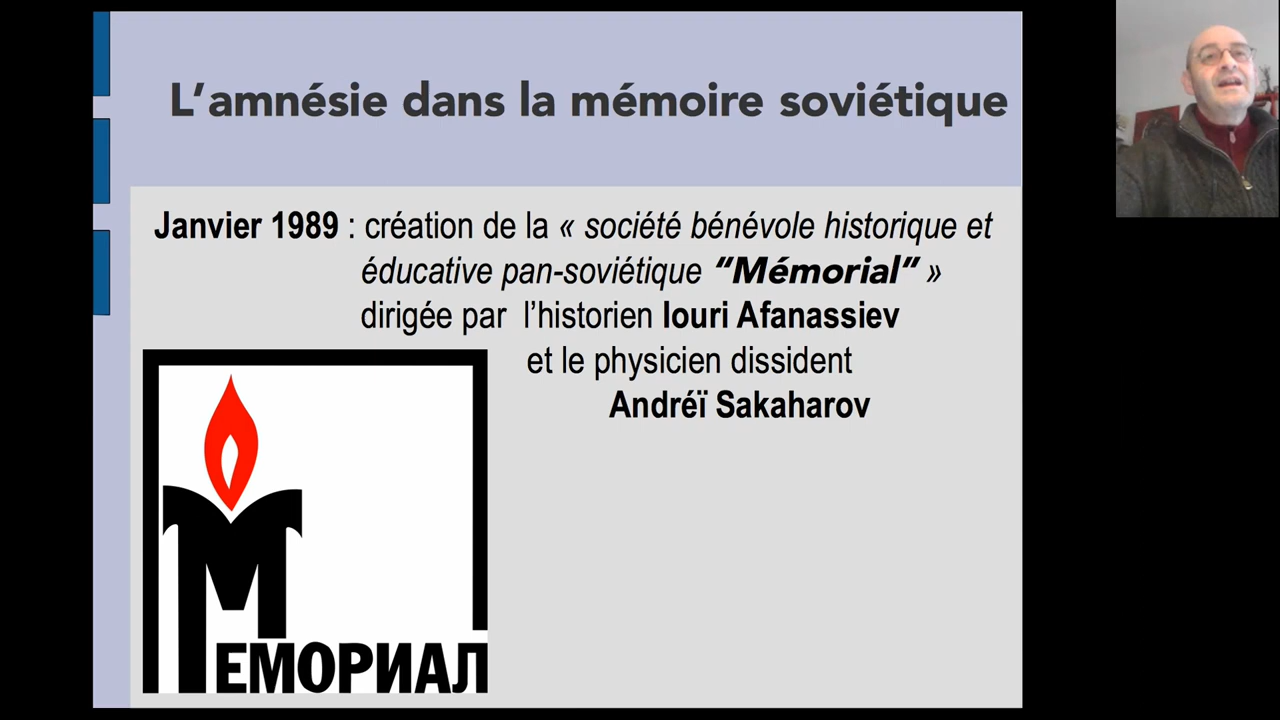 L’amnésie dans la mémoire soviétique
Janvier 1989 : création de la « société bénévole historique et
éducative pan-soviétique “Mémorial” »
dirigée par l’historien Iouri Afanassiev
et le physicien dissident
Andréï Sakaharov
МЕМОРИАЛ